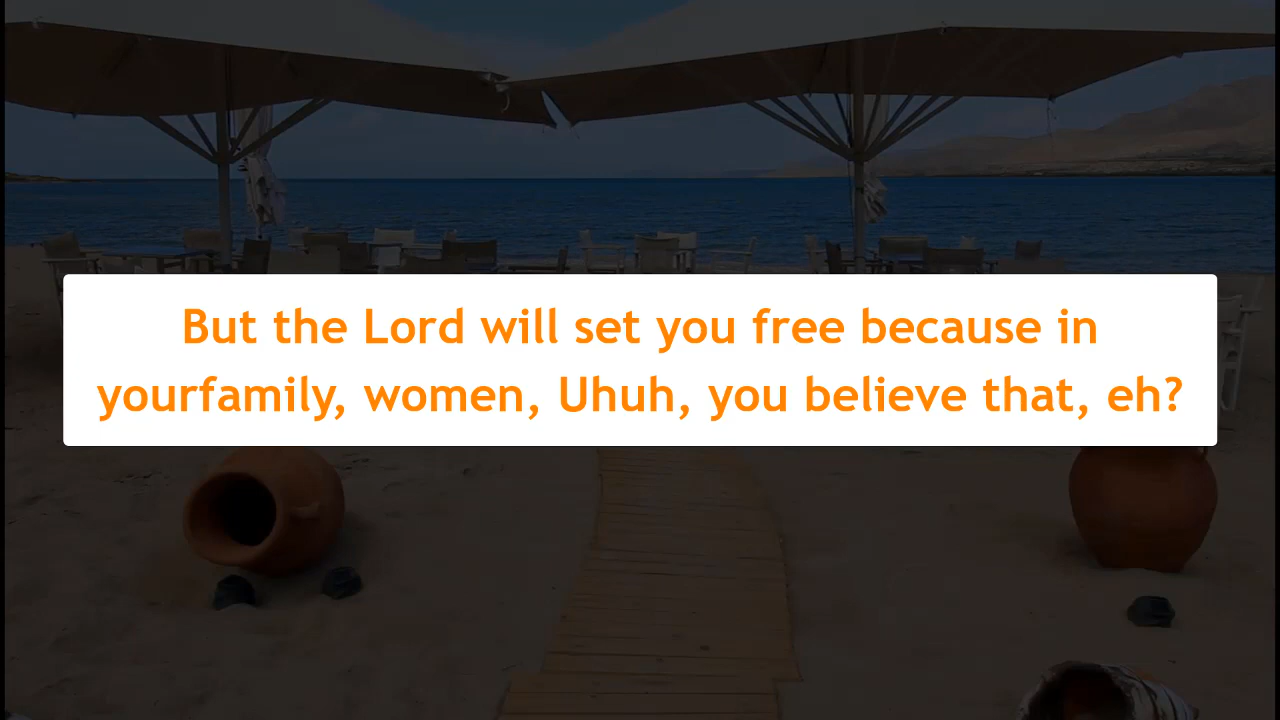 But the Lord will set you free because in
yourfamily, women, Uhuh, you believe that, eh?